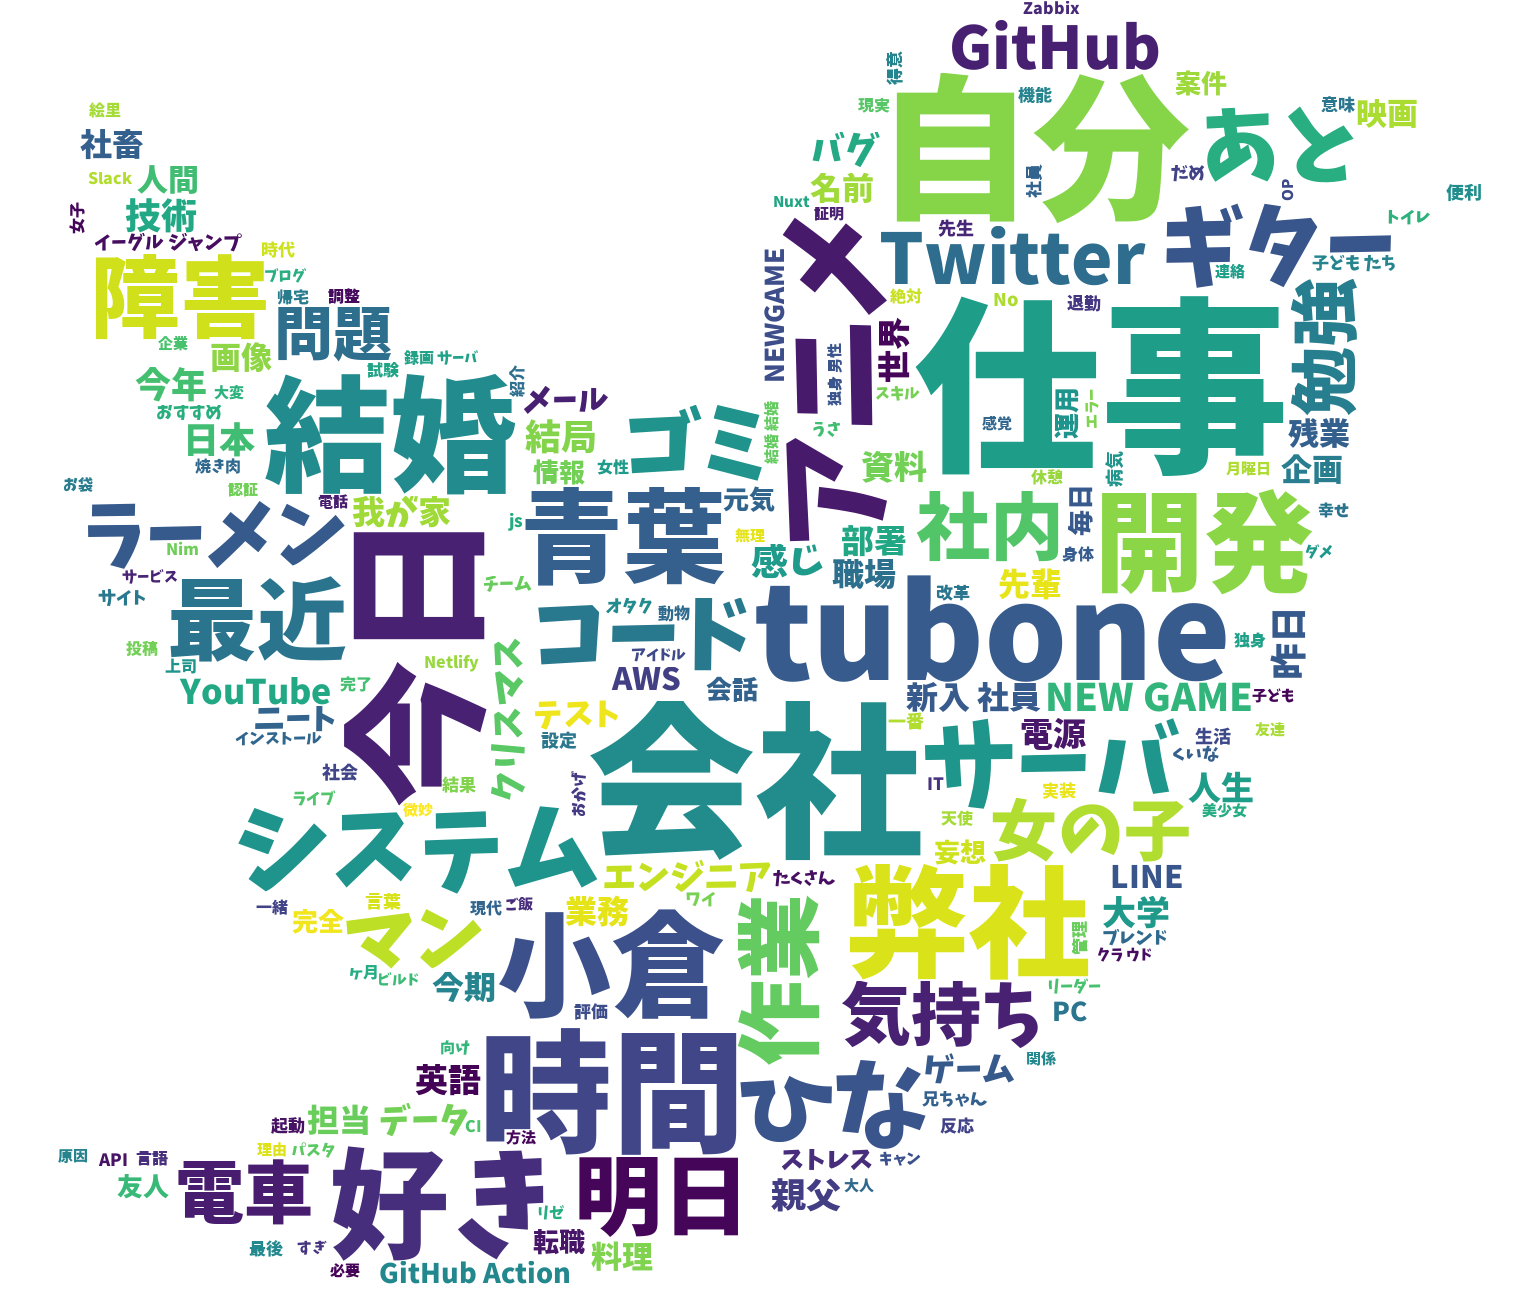 Zabbix
GitHub
得意
自分
機能
案件
現実
意味
映画
絵里
社畜
あと
バグ
Slack
人間
名前
社員
だめ
OP
便利
女子
技術
Nuxt
証明
先生
ギター
トイレ
イーグル ジャンプ
時代
アニメ
Twitter
連絡
子ども たち
障害
ブログ
NEWGAME
帰宅
調整
絶対
No
退勤
勉強
問題
世界
仕事
企業
画像
録画 サーバ
独身 男性
今年
大変
試験
紹介
結婚
メール
スキル
運用
エラー
おすすめ
ゴミ
結婚 結婚
うさ
感覚
残業
日本
結局
焼き肉
情報
女性
資料
休憩
病気
月曜日
企画
お袋
認証
電話
我が家
js
青葉
元気
社内
毎日
開発
幸せ
ラーメン
Nim
今日
無理
感じ
部署
身体
ダメ
サービス
サイト
最近
チーム
職場
先輩
コード
オタク
動物
tubone
改革
昨日
投稿
上司
アイドル
独身
Netlify
クリスマス
AWS
会話
YouTube
完了
新入 社員
NEW GAME
子ども
ニート
テスト
会社
一番
インストール
設定
サーバ
電源
生活
友達
くいな
社会
結果
おかげ
IT
実装
人生
ライブ
微妙
美少女
システム
天使
女の子
妄想
エンジニア
たくさん
弊社
LINE
一緒
言葉
現代
ご飯
業務
ワイ
作業
大学
完全
マン
小倉
管理
ブレンド
クラウド
ヶ月
ビルド
今期
評価
気持ち
リーダー
PC
向け
時間
英語
ひな
ゲーム
関係
兄ちゃん
起動
担当
データ
CI
方法
反応
原因
API
言語
理由
パスタ
友人
電車
好き
明日
ストレス
キャン
親父
大人
リゼ
最後
すぎ
転職
料理
必要
GitHub Action